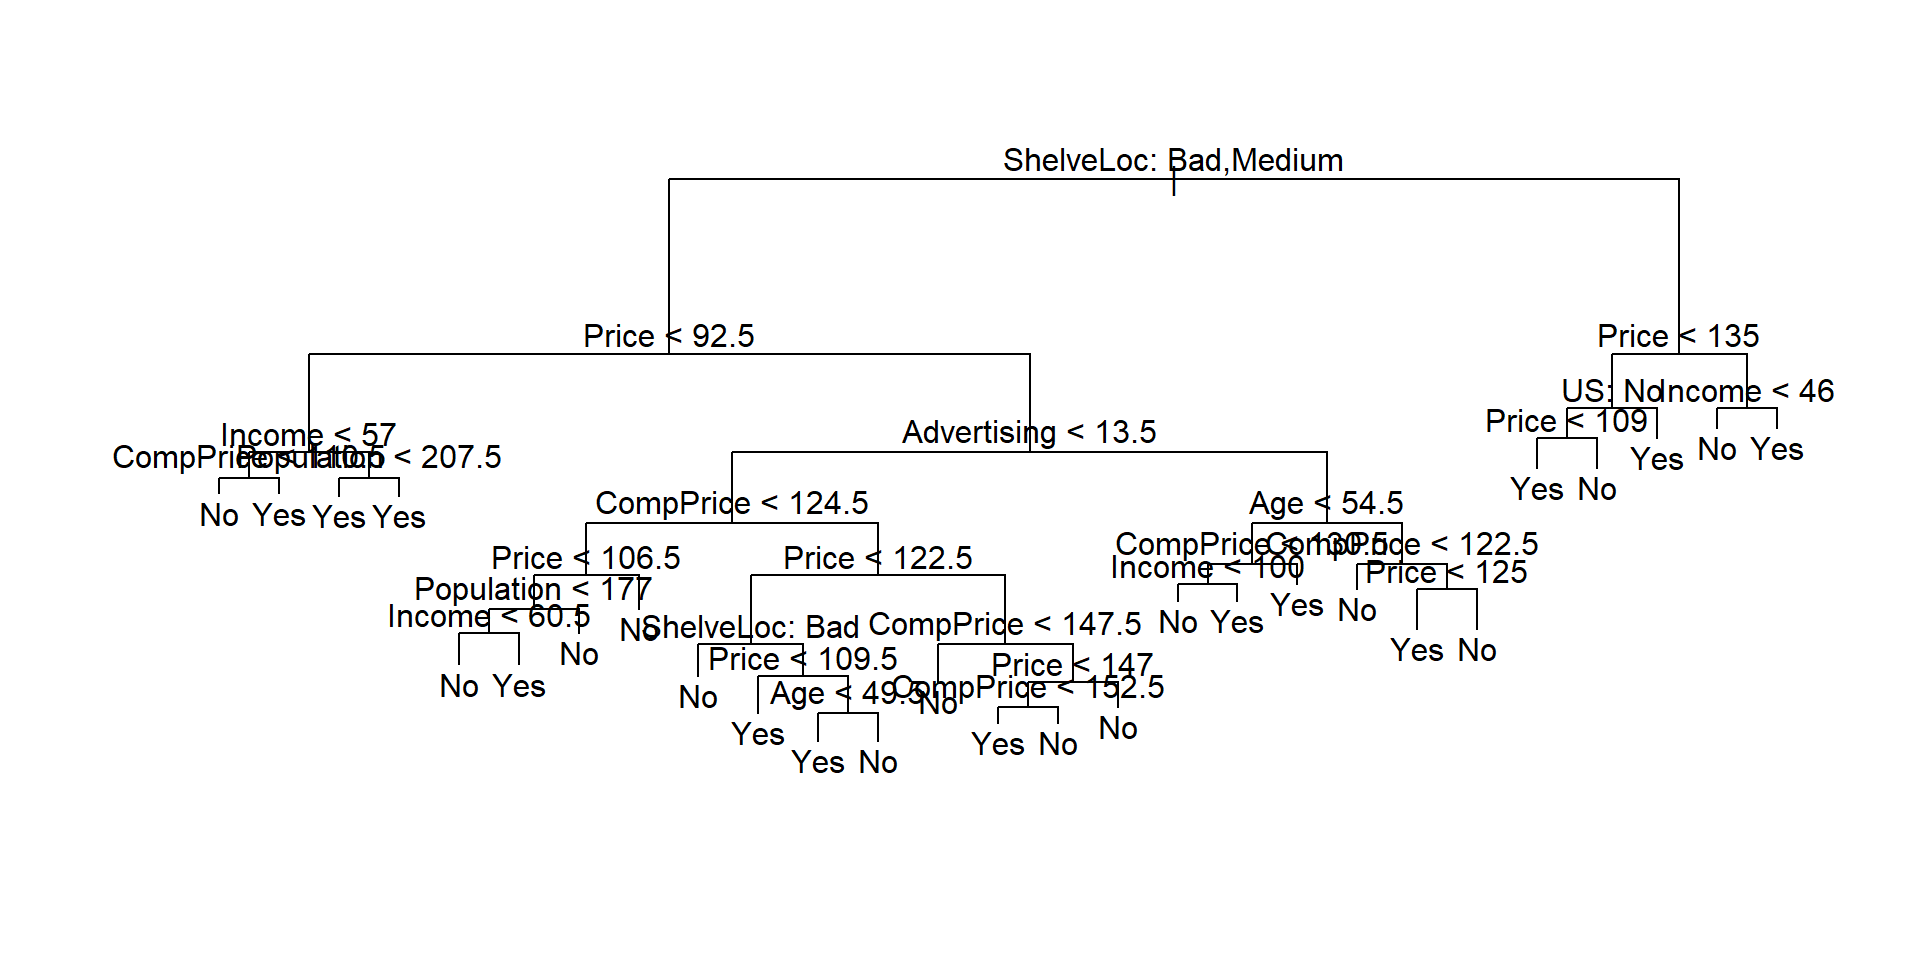 ShelveLoc: Bad,Medium
Price < 92.5
Price < 135
US: No
Income < 46
Price < 109
Income < 57
Advertising < 13.5
CompPrice < 110.5
Population < 207.5
No Yes Yes Yes
Yes No
Yes
No Yes
CompPrice < 124.5
Age < 54.5
Price < 106.5
Price < 122.5
CompPrice < 130.5
CompPrice < 122.5
Income < 100
Price < 125
Population < 177
Income < 60.5
No
ShelveLoc: Bad
CompPrice < 147.5
No Yes
Yes
No
No
Price < 109.5
Price < 147
Yes No
No Yes
No
Age < 49.5
CompPrice < 152.5
No
Yes
Yes No
No
Yes No